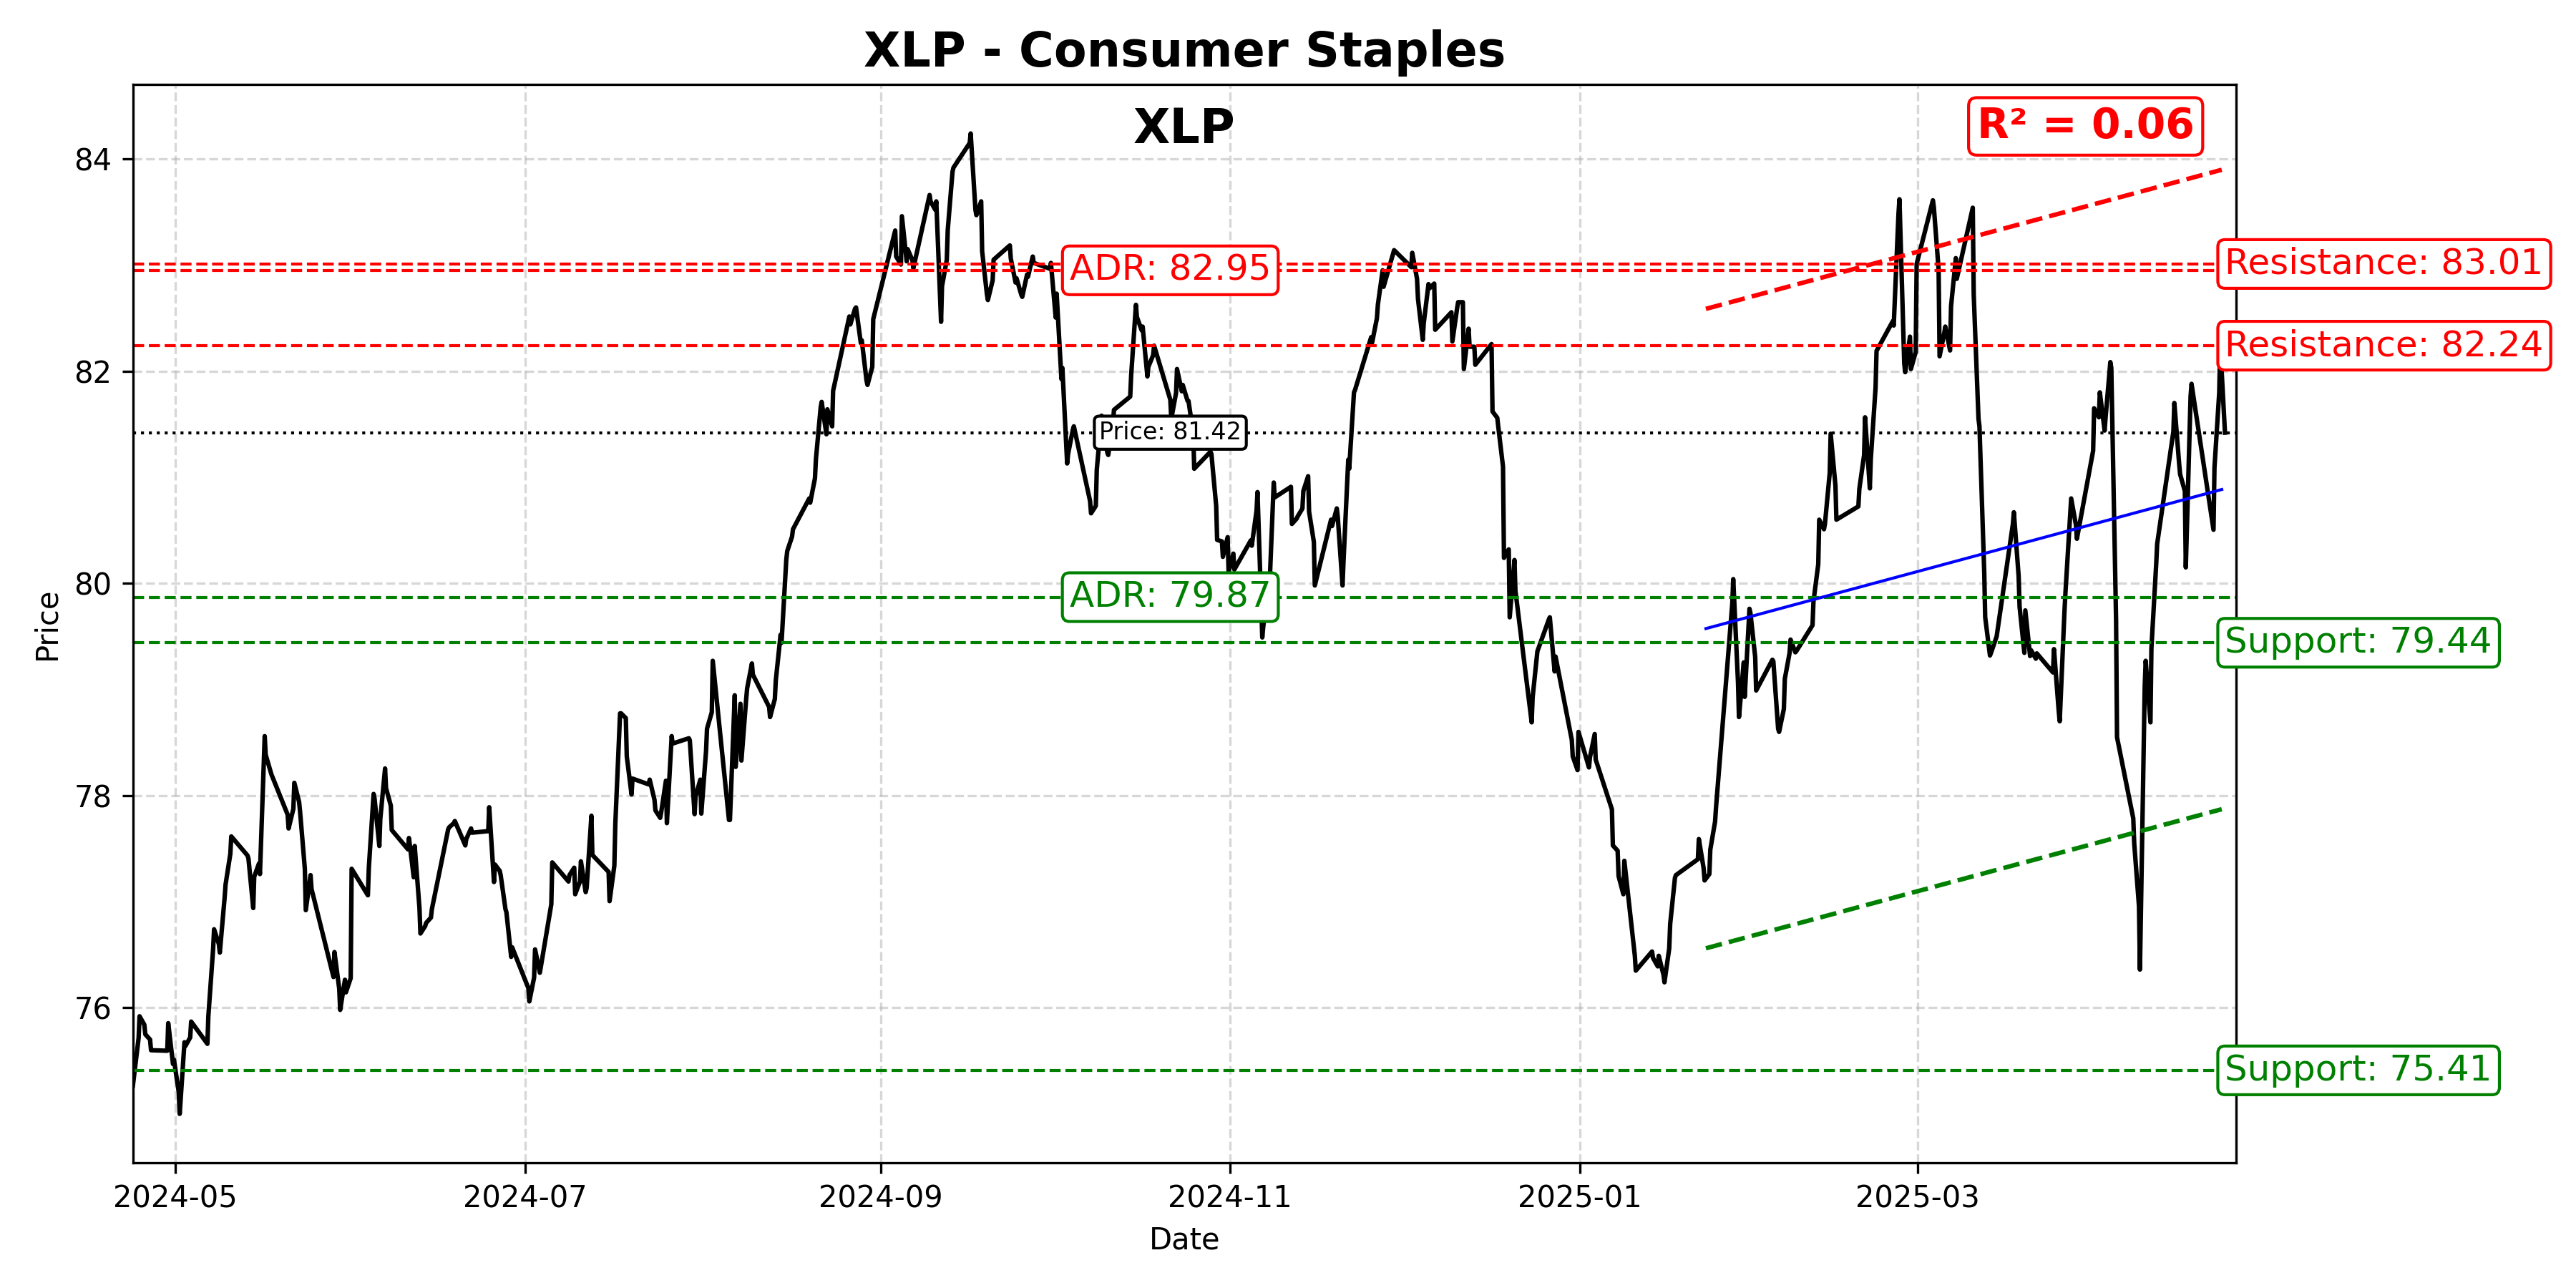 XLP - Consumer Staples
XLP
R² = 0.06
84
ADR: 82.95
Resistance: 83.01
Resistance: 82.24
82
Price: 81.42
80
ADR: 79.87
Support: 79.44
Price
78
76
Support: 75.41
2024-05
2024-07
2024-09
2024-11
2025-01
2025-03
Date